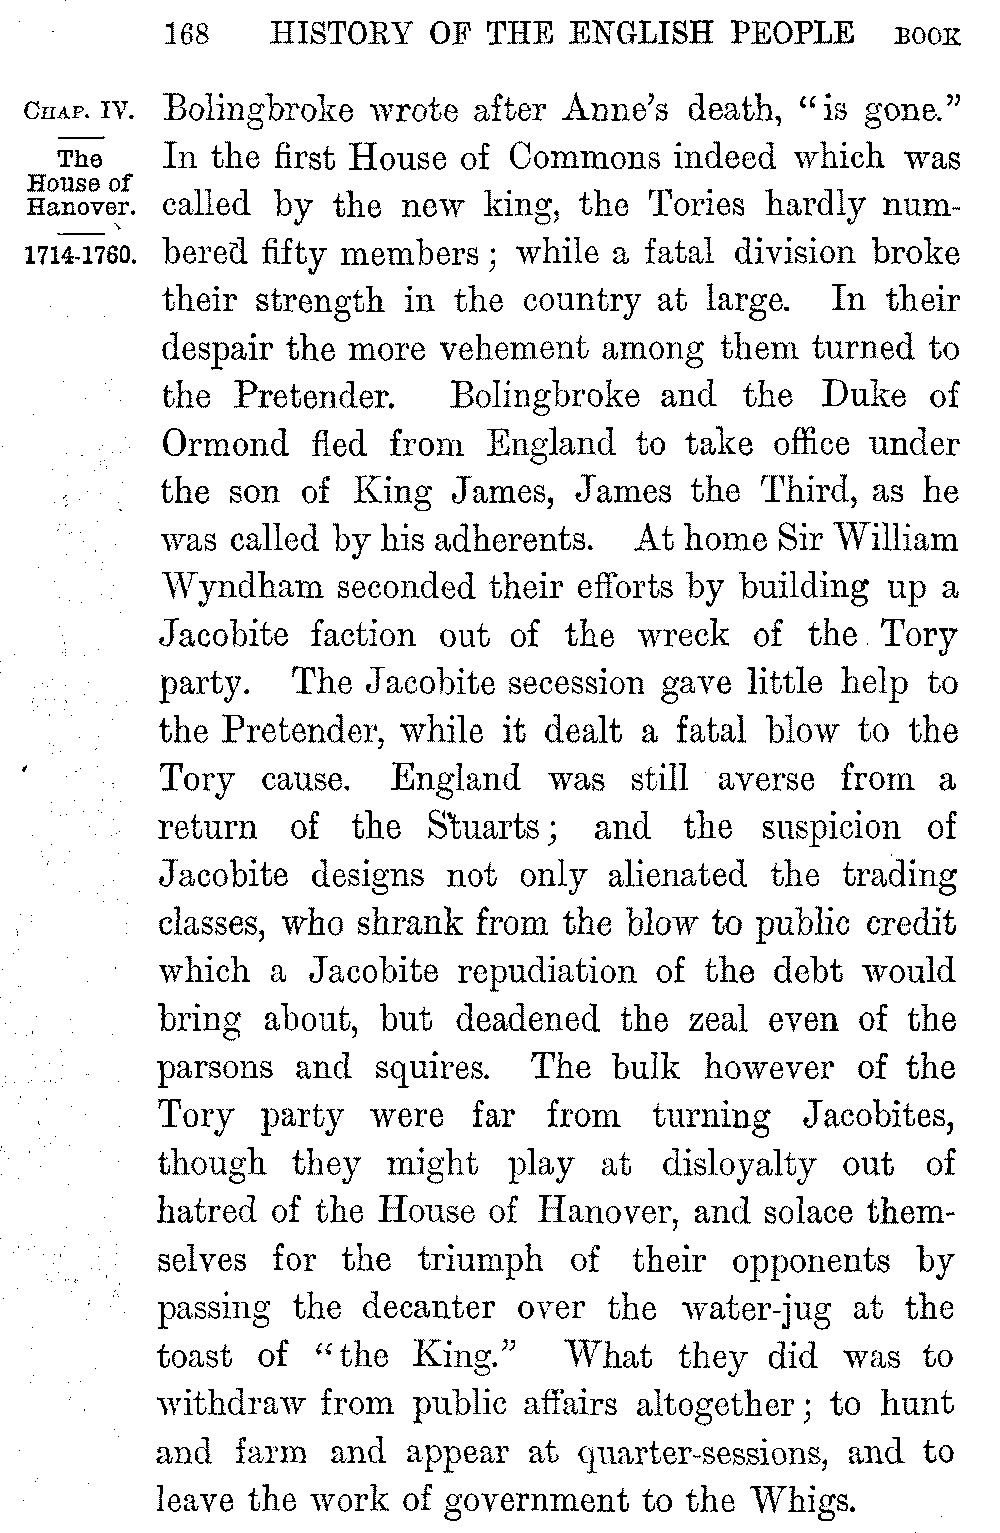 168 HISTORY OF THE ENGLISH PEOPLE BOOK
CHAP. IV.
The
House of
Hanover.
1714-1760.
Bolingbroke wrote after Anne's death, “is gone.”
In the first House of Commons indeed which was
called by the new king, the Tories hardly num-
bered fifty members; while a fatal division broke
their strength in the country at large. In their
despair the more vehement among them turned to
the Pretender. Bolingbroke and the Duke of
Ormond fled from England to take office under
the son of King James, James the Third, as he
was called by his adherents. At home Sir William
Wyndham seconded their efforts by building up a
Jacobite faction out of the wreck of the Tory
party. The Jacobite secession gave little help to
the Pretender, while it dealt a fatal blow to the
Tory cause. England was still averse from a
return of the Stuarts; and the suspicion of
Jacobite designs not only alienated the trading
classes, who shrank from the blow to public credit
which a Jacobite repudiation of the debt would
bring about, but deadened the zeal even of the
parsons and squires. The bulk however of the
Tory party were far from turning Jacobites,
though they might play at disloyalty out of
hatred of the House of Hanover, and solace them-
selves for the triumph of their opponents by
passing the decanter over the water-jug at the
toast of “the King.” What they did was to
withdraw from public affairs altogether; to hunt
and farm and appear at quarter-sessions, and to
leave the work of government to the Whigs.